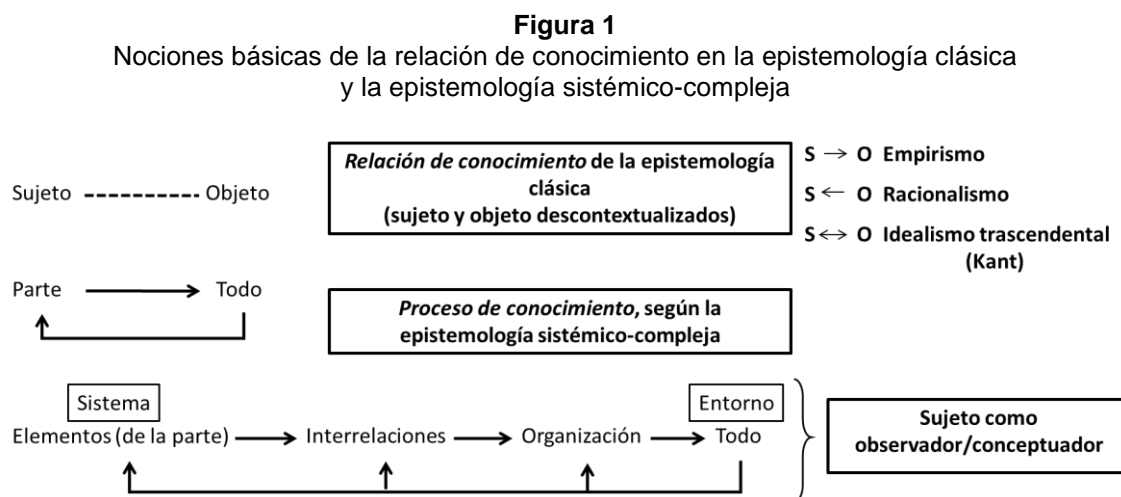 Figura 1
Nociones básicas de la relación de conocimiento en la epistemología clásica
y la epistemología sistémico-compleja
Sujeto Objeto
Relación de conocimiento de la epistemología
clásica
(sujeto y objeto descontextualizados)
S → O Empirismo
S ← O Racionalismo
S ↔ O Idealismo trascendental
(Kant)
Parte Todo
Proceso de conocimiento, según la
epistemología sistémico-compleja
Sistema
Entorno
Elementos (de la parte) Interrelaciones Organización Todo
Sujeto como
observador/conceptuador